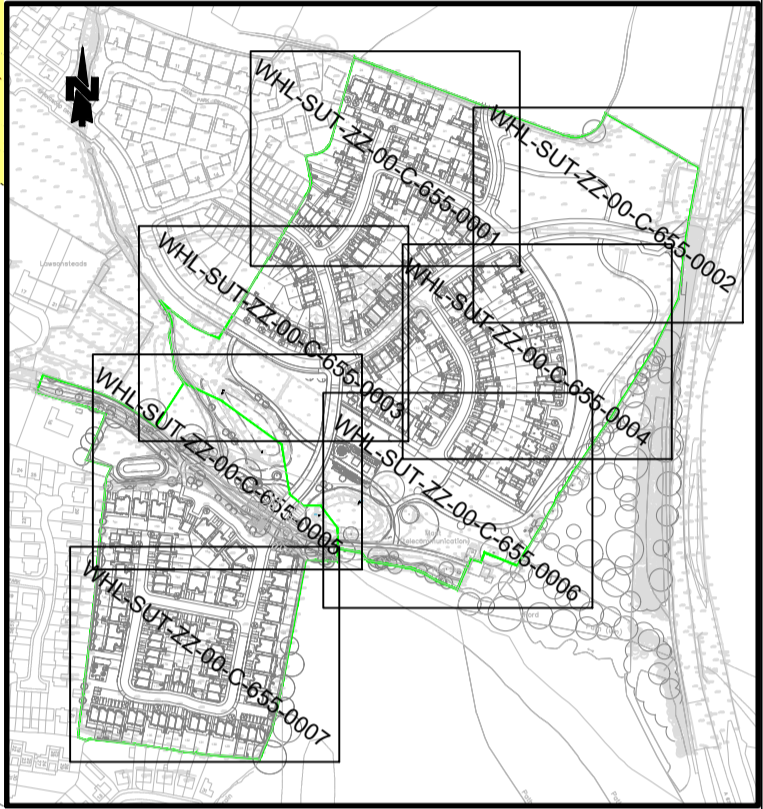 N
WHL-SUT-ZZ-00-C-655-0001
WHL-SUT-ZZ-00-C-655-0002
WHL-SUT-ZZ-00-C-655-0003
WHL-SUT-ZZ-00-C-655-0004
Lawsonsteads
WHL-SUT-ZZ-00-C-655-0005
WHL-SUT-ZZ-00-C-655-0006
WHL-SUT-ZZ-00-C-655-0007